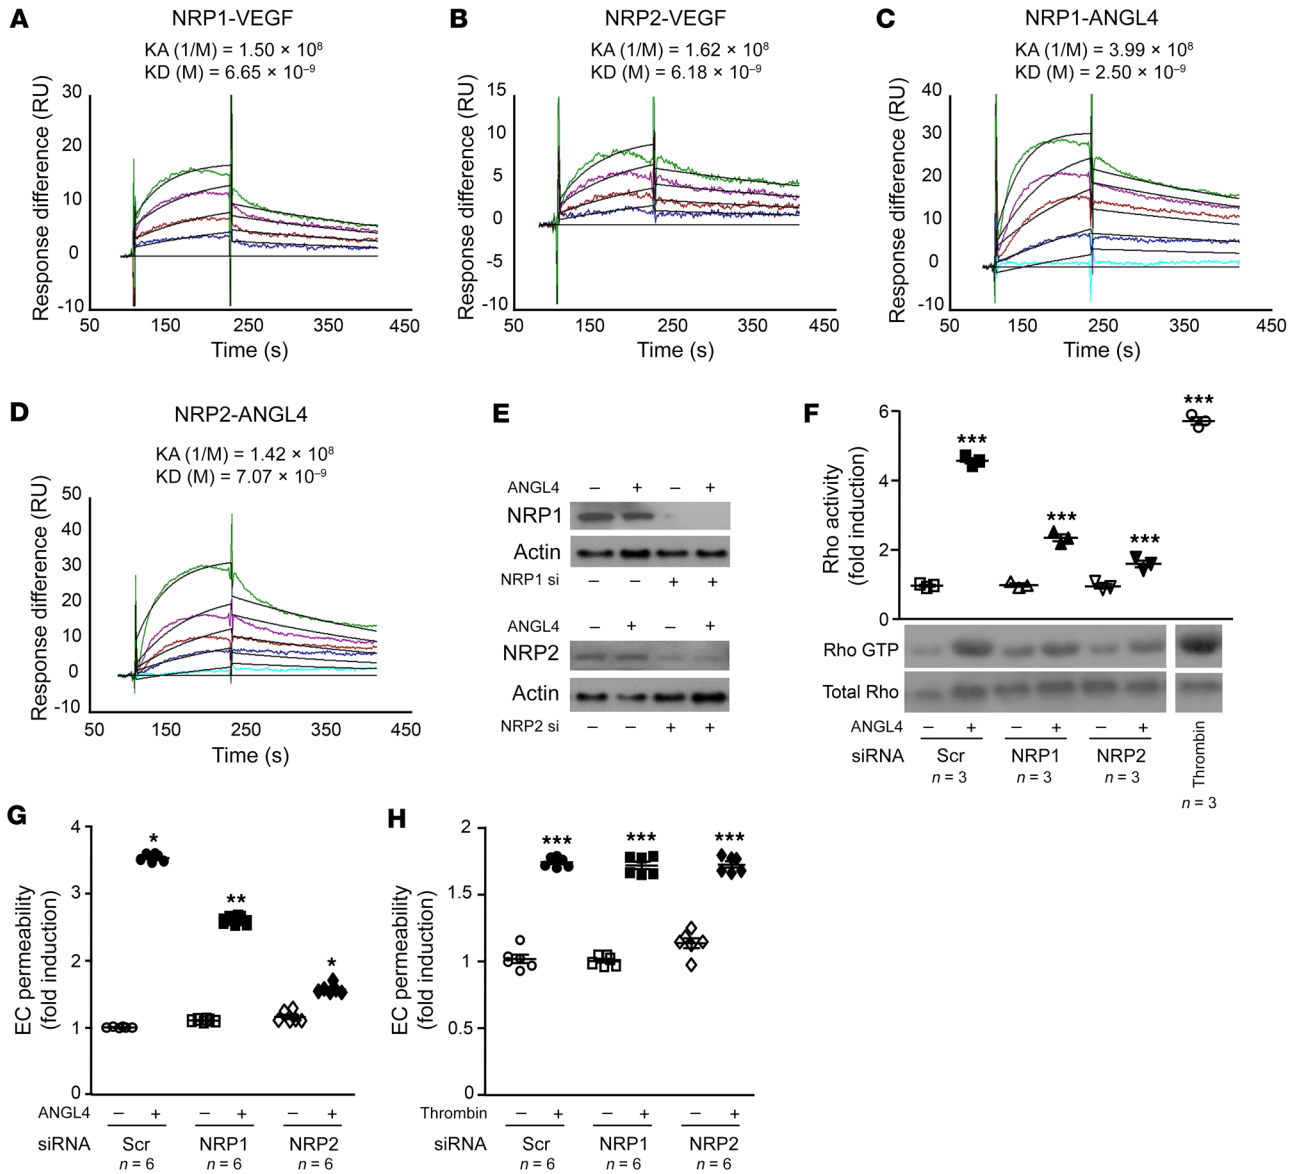 A
NRP1-VEGF
KA (1/M) = 1.50 × 10⁸
KD (M) = 6.65 × 10⁻⁹
Response difference (RU)
30
20
10
0
-10
50 150 250 350 450
Time (s)
B
NRP2-VEGF
KA (1/M) = 1.62 × 10⁸
KD (M) = 6.18 × 10⁻⁹
Response difference (RU)
15
10
5
0
-5
-10
50 150 250 350 450
Time (s)
C
NRP1-ANGL4
KA (1/M) = 3.99 × 10⁸
KD (M) = 2.50 × 10⁻⁹
Response difference (RU)
40
30
20
10
0
-10
50 150 250 350 450
Time (s)
D
NRP2-ANGL4
KA (1/M) = 1.42 × 10⁸
KD (M) = 7.07 × 10⁻⁹
Response difference (RU)
50
40
30
20
10
0
-10
50 150 250 350 450
Time (s)
E
ANGL4 – + – +
NRP1
Actin
NRP1 si – – + +
ANGL4 – + – +
NRP2
Actin
NRP2 si – – + +
F
Rho activity
(fold induction)
6
4
2
0
*** *** *** ***
Rho GTP
Total Rho
ANGL4 – + – + – +
siRNA Scr NRP1 NRP2
n = 3 n = 3 n = 3
Thrombin
n = 3
G
EC permeability
(fold induction)
4
3
2
1
0
* ** *
ANGL4 – + – + – +
siRNA Scr NRP1 NRP2
n = 6 n = 6 n = 6
H
EC permeability
(fold induction)
2
1.5
1
0.5
0
*** *** ***
Thrombin – + – + – +
siRNA Scr NRP1 NRP2
n = 6 n = 6 n = 6